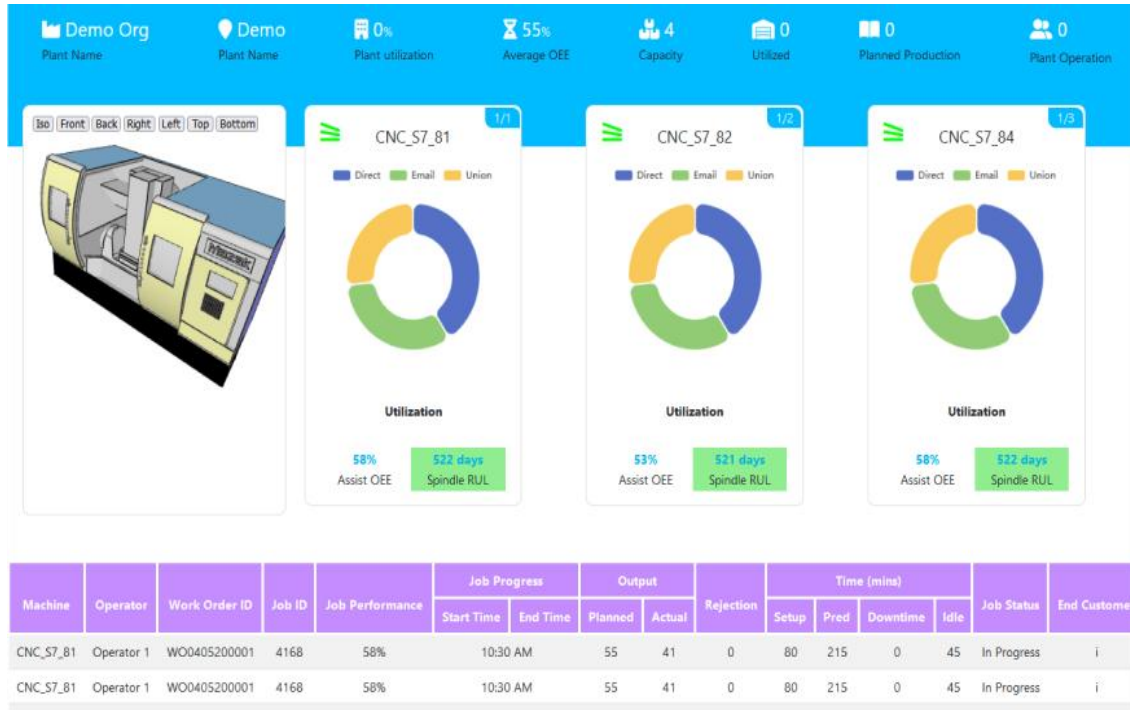 Demo Org
Plant Name
Demo
Plant Name
0%
Plant utilization
55%
Average OEE
4
Capacity
0
Utilized
0
Planned Production
0
Plant Operation
Iso Front Back Right Left Top Bottom
Mazak
1/1
CNC_S7_81
Direct Email Union
Utilization
58%
Assist OEE
522 days
Spindle RUL
1/2
CNC_S7_82
Direct Email Union
Utilization
53%
Assist OEE
521 days
Spindle RUL
1/3
CNC_S7_84
Direct Email Union
Utilization
58%
Assist OEE
522 days
Spindle RUL
Job Progress Output Time (mins)
Machine Operator Work Order ID Job ID Job Performance Rejection Job Status End Custome
Start Time End Time Planned Actual Setup Pred Downtime Idle
CNC_S7_81 Operator 1 WO0405200001 4168 58% 10:30 AM 55 41 0 80 215 0 45 In Progress i
CNC_S7_81 Operator 1 WO0405200001 4168 58% 10:30 AM 55 41 0 80 215 0 45 In Progress i